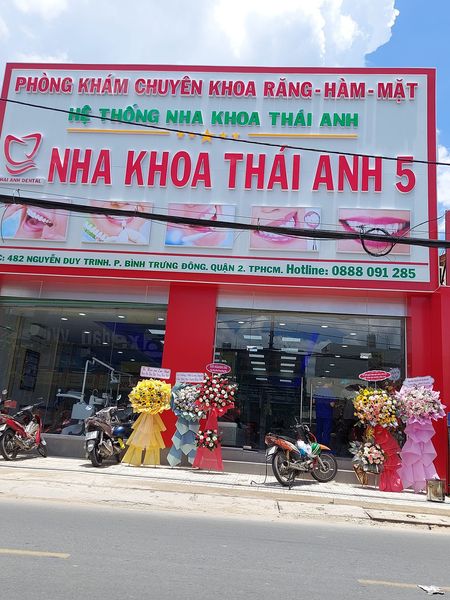 PHÒNG KHÁM CHUYÊN KHOA RĂNG-HÀM-MẶT
HỆ THỐNG NHA KHOA THÁI ANH
THAI ANH DENTAL
NHA KHOA THÁI ANH 5
482 NGUYỄN DUY TRINH. P. BÌNH TRƯNG ĐÔNG. QUẬN 2. TPHCM. Hotline: 0888 091 285